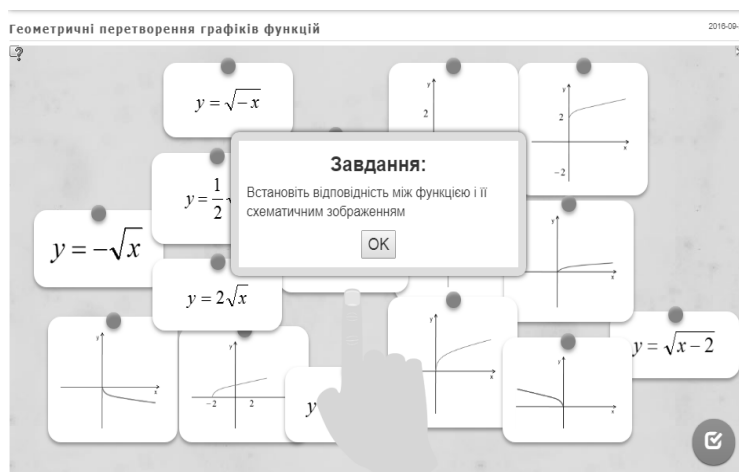 Геометричні перетворення графіків функцій
2016-09-
y = √−x
y
2
y
2
−2
x
Завдання:
Встановіть відповідність між функцією і її
схематичним зображенням
OK
y = 1/2
y = −√x
y = 2√x
y
x
y
x
y
−2
2
x
y
y
x
y
x
y = √x−2